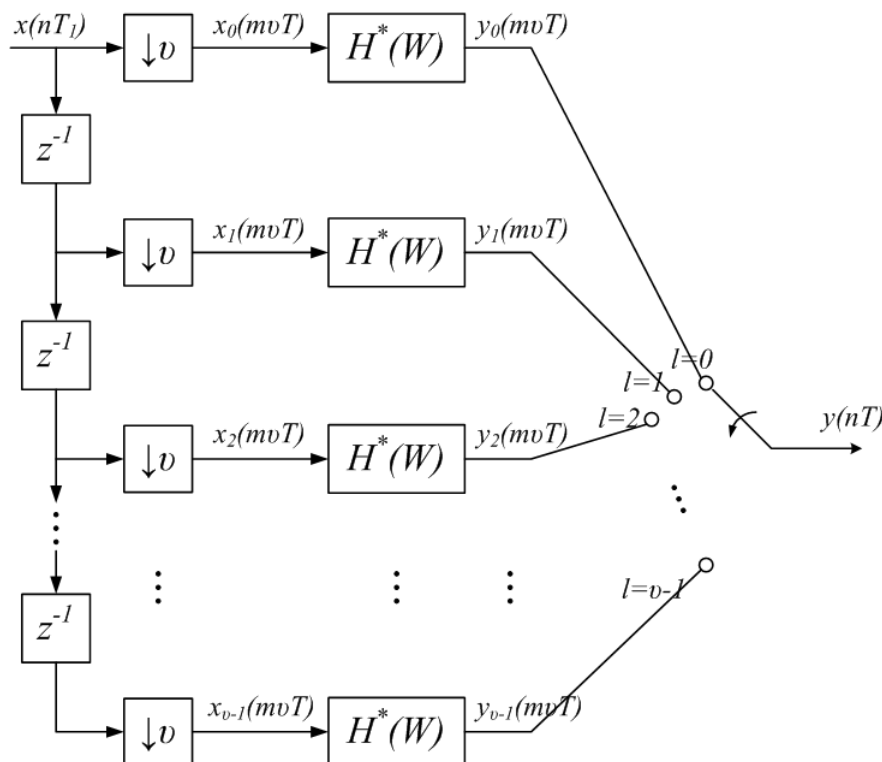 x(nT₁) ↓υ x₀(mυT) H*(W) y₀(mυT)
z⁻¹
↓υ x₁(mυT) H*(W) y₁(mυT)
z⁻¹
l=0
l=1
l=2
y(nT)
↓υ x₂(mυT) H*(W) y₂(mυT)
l=υ-1
z⁻¹
↓υ x_{υ-1}(mυT) H*(W) y_{υ-1}(mυT)